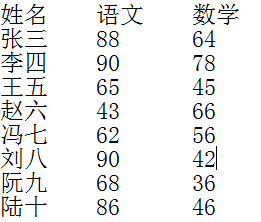 姓名 语文 数学
张三 88 64
李四 90 78
王五 65 45
赵六 43 66
冯七 62 56
刘八 90 42
阮九 68 36
陆十 86 46